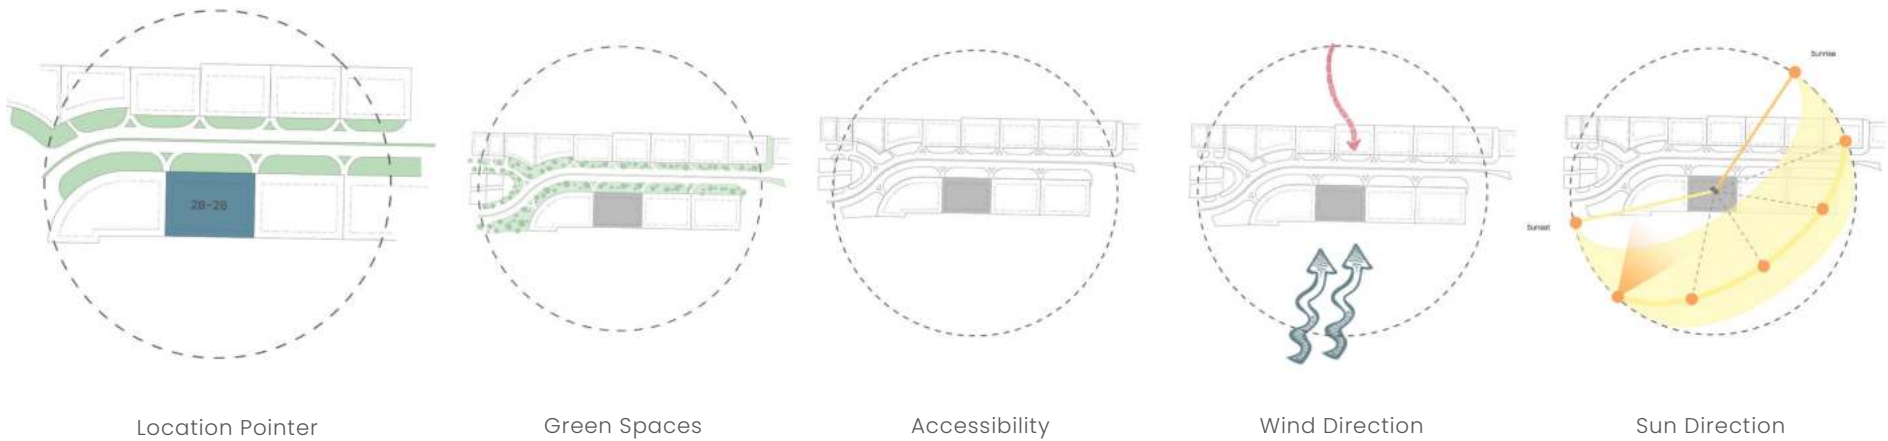 Sunrise
28-26
Sunset
Location Pointer
Green Spaces
Accessibility
Wind Direction
Sun Direction